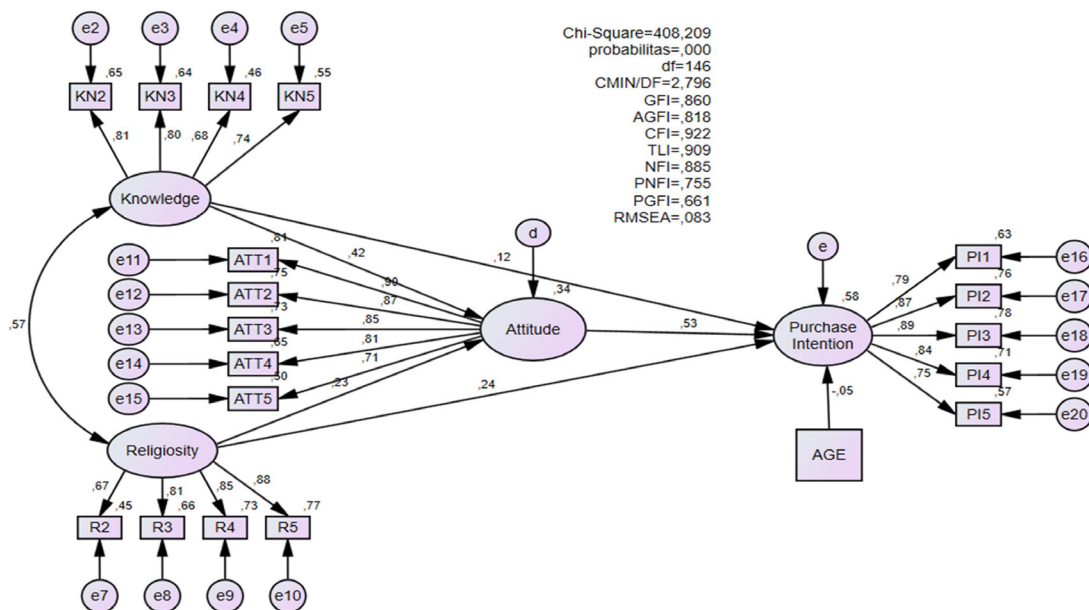 e2
e3
e4
e5
,65
,64
,46
,55
KN2
KN3
KN4
KN5
,81
,80
,68
,74
Knowledge
Chi-Square=408,209
probabilitas=,000
df=146
CMIN/DF=2,796
GFI=,860
AGFI=,818
CFI=,922
TLI=,909
NFI=,885
PNFI=,755
PGFI=,661
RMSEA=,083
,57
,42
,12
e11
ATT1
,81
e12
ATT2
,75
e13
ATT3
,73
e14
ATT4
,65
e15
ATT5
,50
,90
,87
,85
,81
,71
,23
d
,34
Attitude
,53
,24
e
,58
Purchase
Intention
-,05
AGE
,79
,87
,89
,84
,75
,63
PI1
e16
,76
PI2
e17
,78
PI3
e18
,71
PI4
e19
,57
PI5
e20
Religiosity
,67
,81
,85
,88
,45
,66
,73
,77
R2
R3
R4
R5
e7
e8
e9
e10